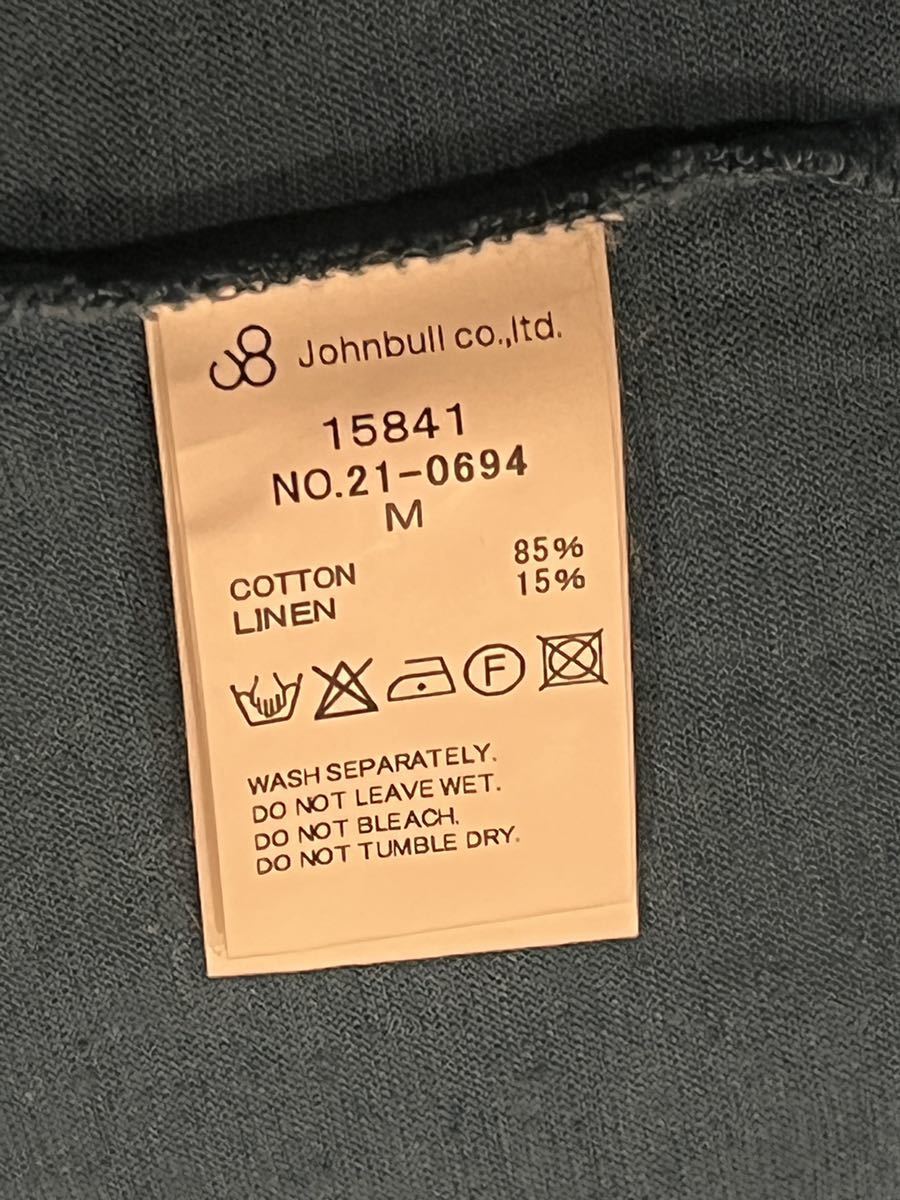 Johnbull co.,ltd.
15841
NO.21-0694
M
COTTON 85%
LINEN 15%
F
WASH SEPARATELY.
DO NOT LEAVE WET.
DO NOT BLEACH.
DO NOT TUMBLE DRY.